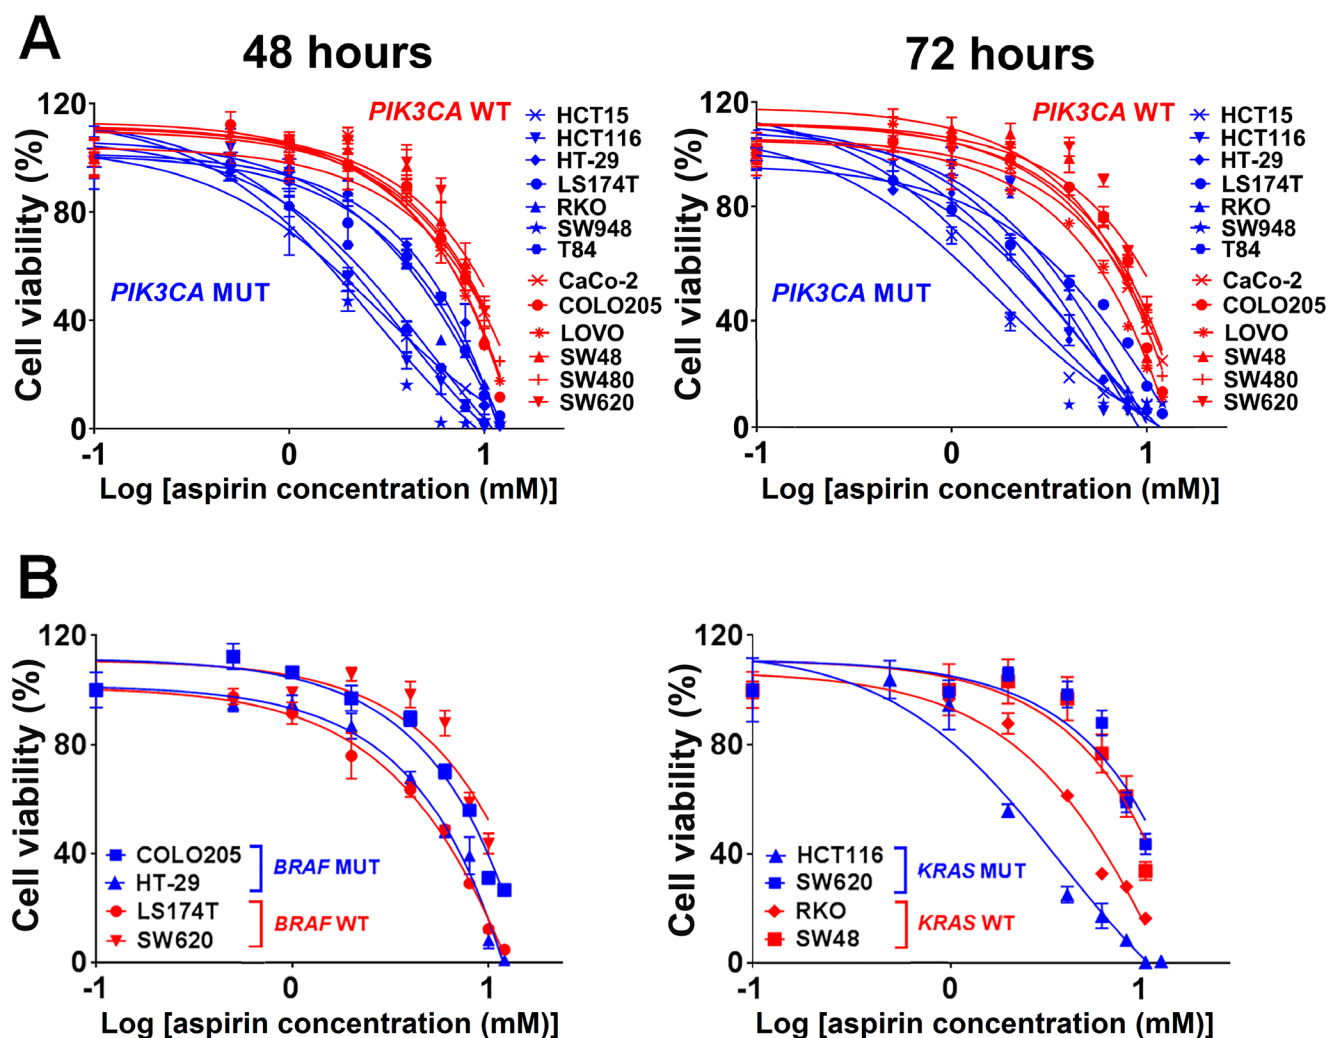 A
48 hours
120
80
40
0
-1
0
1
Cell viability (%)
Log [aspirin concentration (mM)]
PIK3CA WT
PIK3CA MUT
HCT15
HCT116
HT-29
LS174T
RKO
SW948
T84
CaCo-2
COLO205
LOVO
SW48
SW480
SW620
72 hours
120
80
40
0
-1
0
1
Cell viability (%)
Log [aspirin concentration (mM)]
PIK3CA WT
PIK3CA MUT
HCT15
HCT116
HT-29
LS174T
RKO
SW948
T84
CaCo-2
COLO205
LOVO
SW48
SW480
SW620
B
120
80
40
0
-1
0
1
Cell viability (%)
Log [aspirin concentration (mM)]
COLO205
HT-29
BRAF MUT
LS174T
SW620
BRAF WT
120
80
40
0
-1
0
1
Cell viability (%)
Log [aspirin concentration (mM)]
HCT116
SW620
KRAS MUT
RKO
SW48
KRAS WT